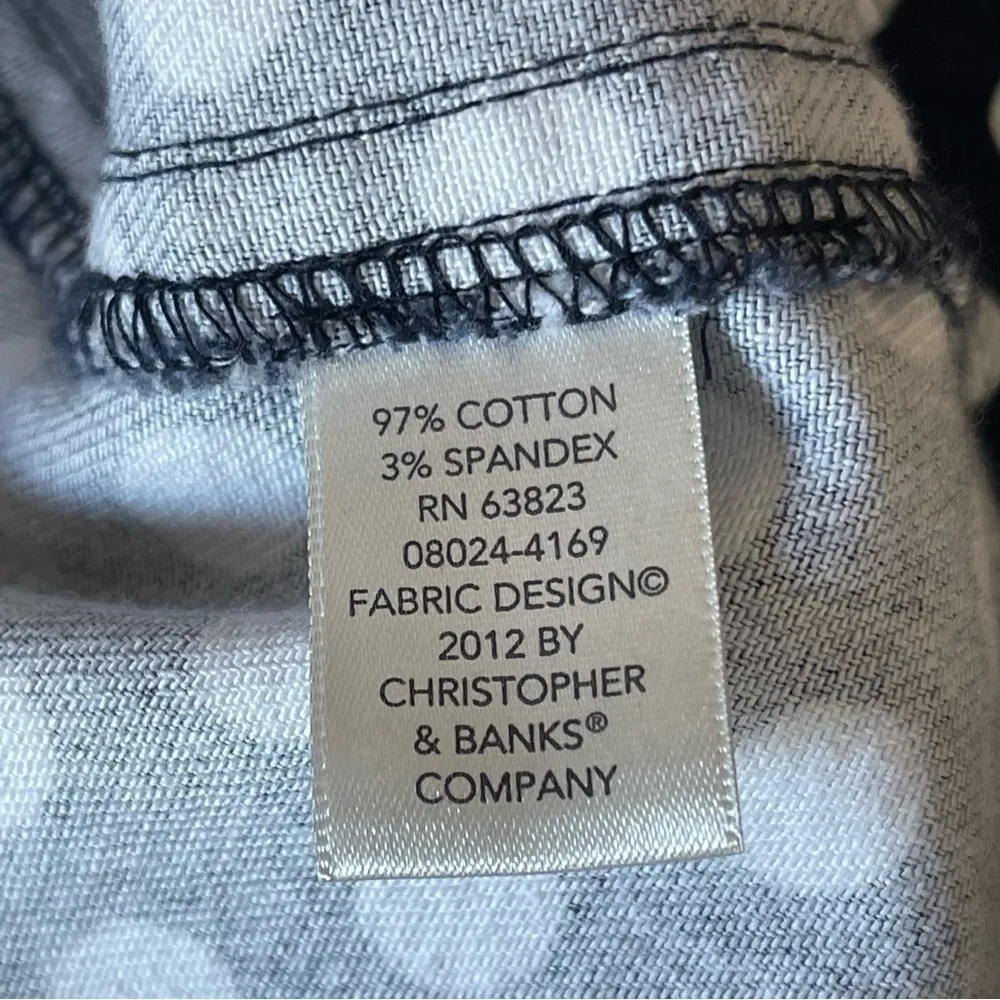 97% COTTON
3% SPANDEX
RN 63823
08024-4169
FABRIC DESIGN©
2012 BY
CHRISTOPHER
& BANKS®
COMPANY